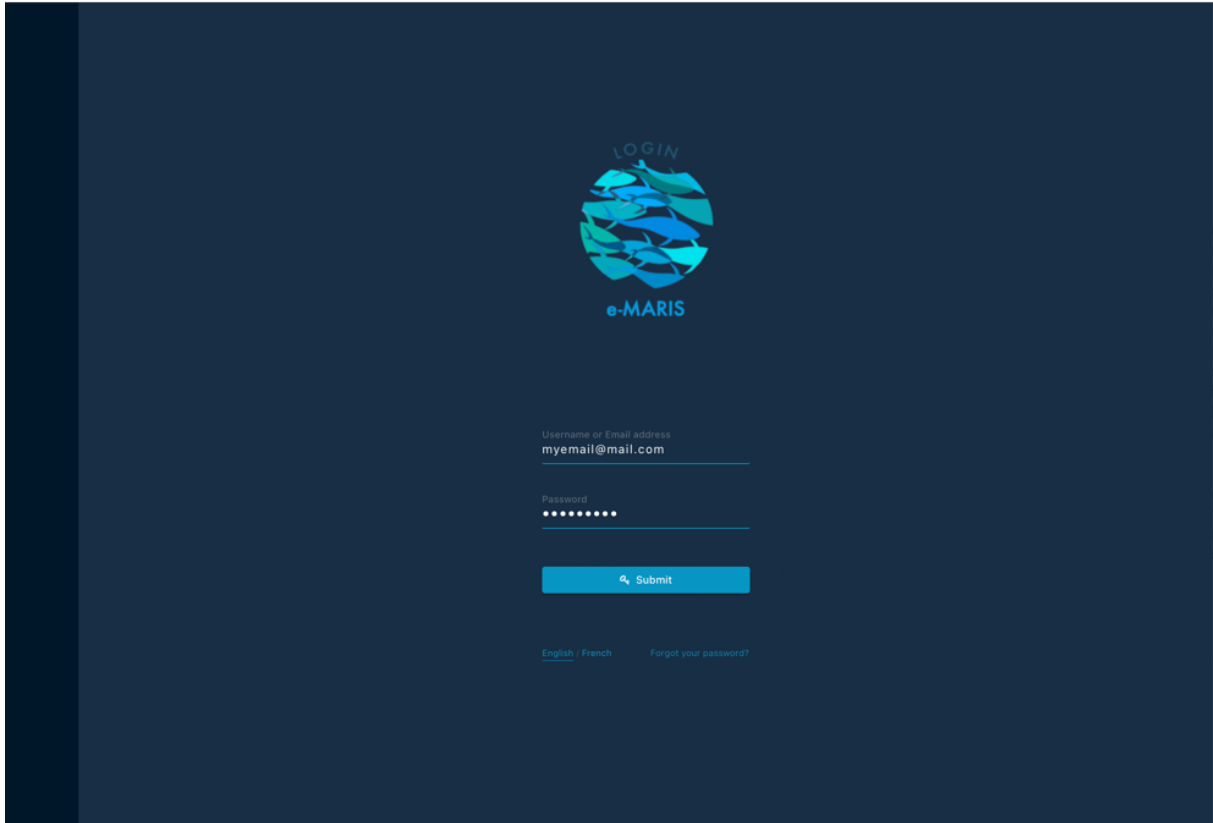 LOGIN
e-MARIS
Username or Email address
myemail@mail.com
Password
•••••••••
Submit
English / French Forgot your password?